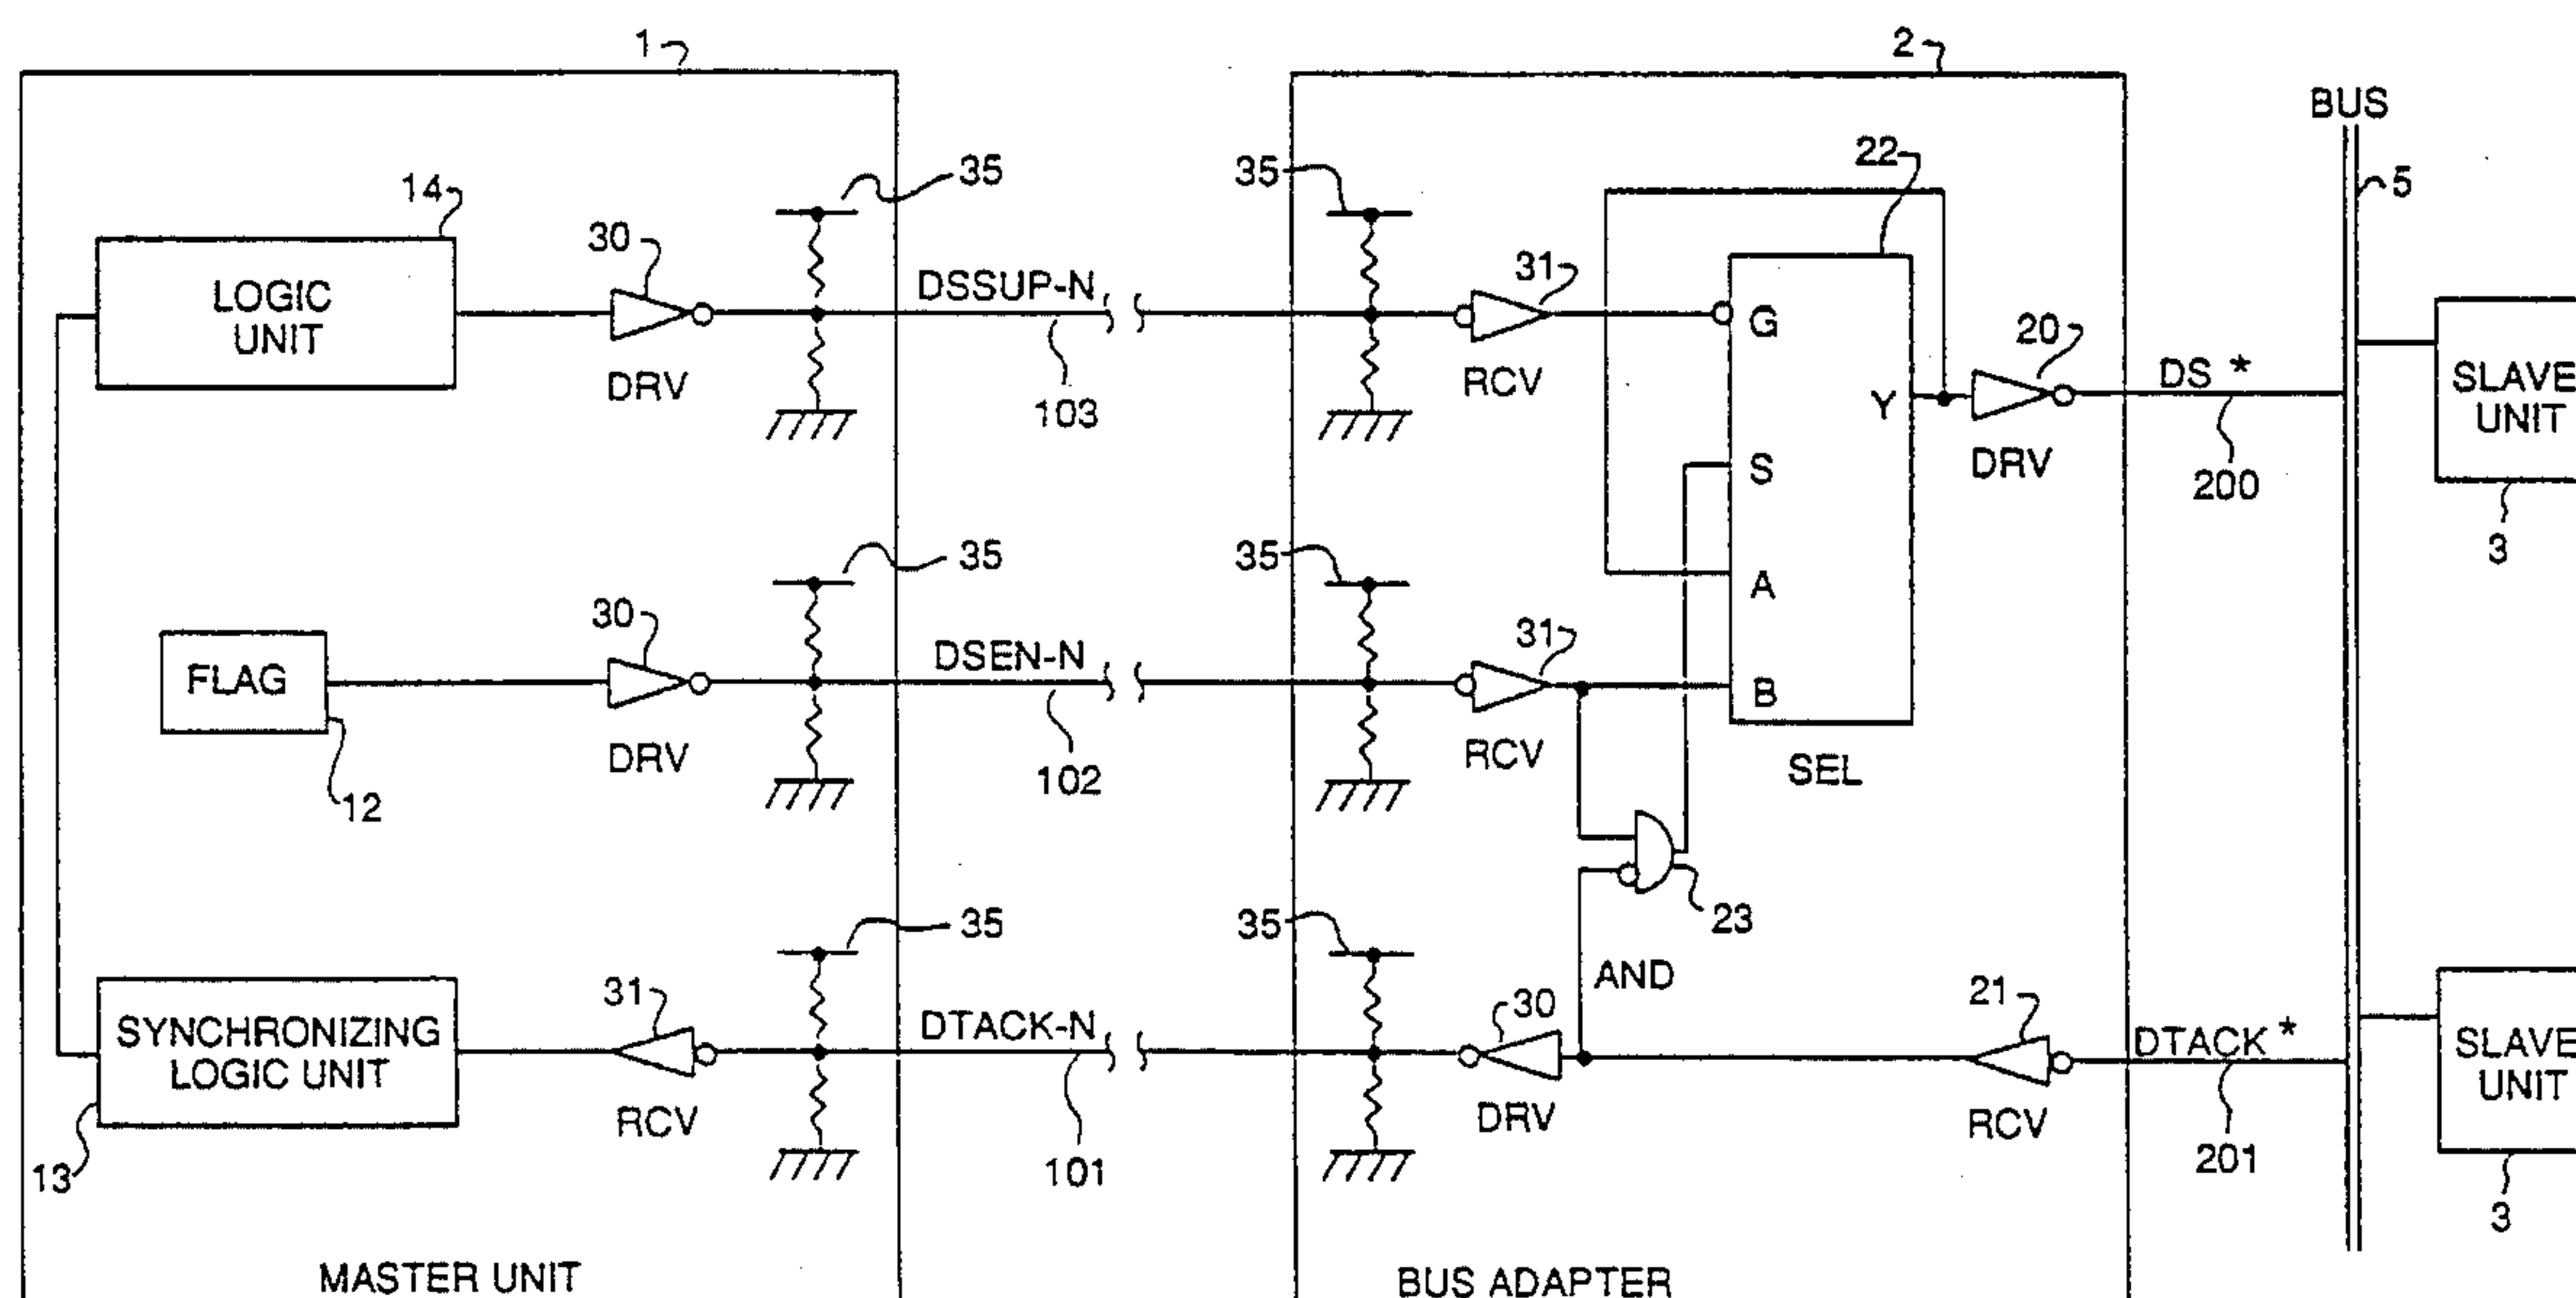 1
2
BUS
14
30
35
35
22
5
LOGIC
UNIT
DSSUP-N
31
G
20
DS *
SLAVE
UNIT
DRV
103
RCV
Y
DRV
200
S
3
30
35
35
A
FLAG
DSEN-N
31
B
12
DRV
102
RCV
SEL
35
35
23
AND
SYNCHRONIZING
LOGIC UNIT
31
DTACK-N
30
21
DTACK *
SLAVE
UNIT
13
RCV
101
DRV
RCV
201
3
MASTER UNIT
BUS ADAPTER